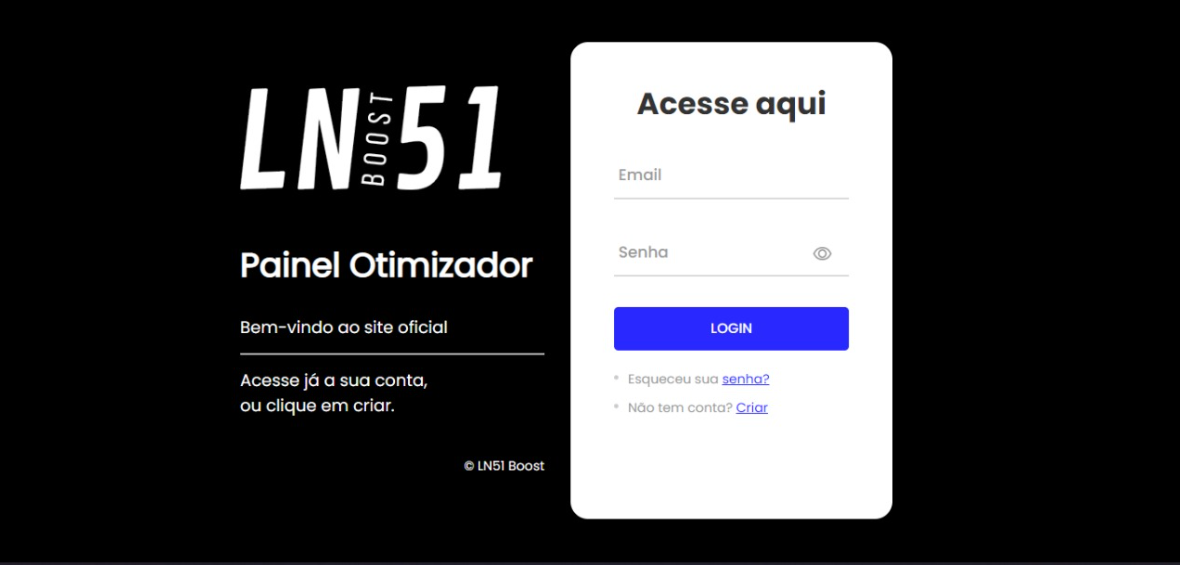 LN BOOST 51
Painel Otimizador
Bem-vindo ao site oficial
Acesse já a sua conta,
ou clique em criar.
© LN51 Boost
Acesse aqui
Email
Senha
LOGIN
Esqueceu sua senha?
Não tem conta? Criar